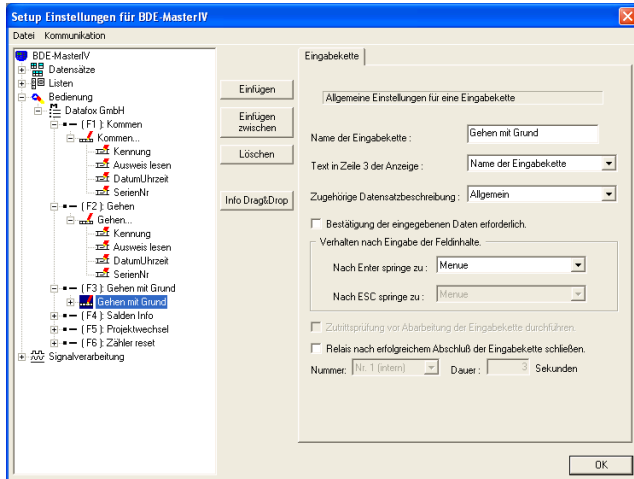 Setup Einstellungen für BDE-MasterIV
Datei Kommunikation
BDE-MasterIV
Datensätze
Listen
Bedienung
Datafox GmbH
( F1 ): Kommen
Kommen...
Kennung
Ausweis lesen
DatumUhrzeit
SerienNr
( F2 ): Gehen
Gehen...
Kennung
Ausweis lesen
DatumUhrzeit
SerienNr
( F3 ): Gehen mit Grund
Gehen mit Grund
( F4 ): Salden Info
( F5 ): Projektwechsel
( F6 ): Zähler reset
Signalverarbeitung
Einfügen
Einfügen
zwischen
Löschen
Info Drag&Drop
Eingabekette
Allgemeine Einstellungen für eine Eingabekette
Name der Eingabekette : Gehen mit Grund
Text in Zeile 3 der Anzeige : Name der Eingabekette
Zugehörige Datensatzbeschreibung : Allgemein
Bestätigung der eingegebenen Daten erforderlich.
Verhalten nach Eingabe der Feldinhalte.
Nach Enter springe zu : Menue
Nach ESC springe zu : Menue
Zutrittsprüfung vor Abarbeitung der Eingabekette durchführen.
Relais nach erfolgreichem Abschluß der Eingabekette schließen.
Nummer: Nr. 1 (intern) Dauer : 3 Sekunden
OK